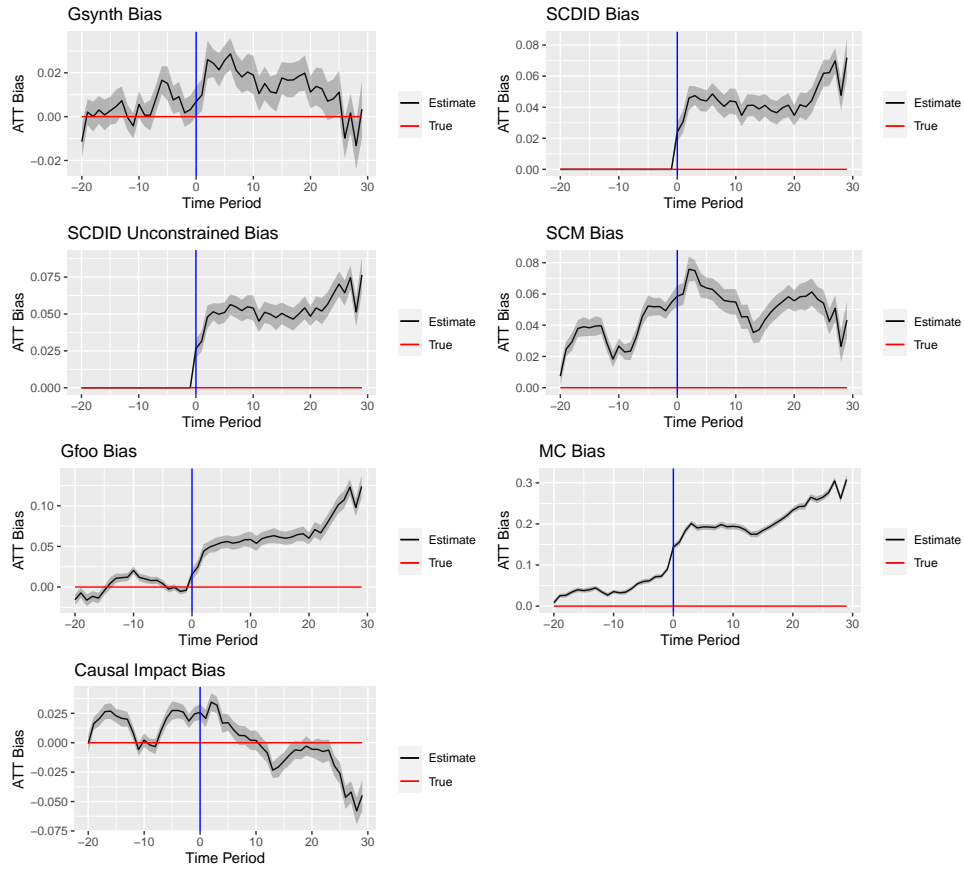 Gsynth Bias
ATT Bias
0.02
0.00
−0.02
−20 −10 0 10 20 30
Time Period
Estimate
True
SCDID Bias
ATT Bias
0.08
0.06
0.04
0.02
0.00
−20 −10 0 10 20 30
Time Period
Estimate
True
SCDID Unconstrained Bias
ATT Bias
0.075
0.050
0.025
0.000
−20 −10 0 10 20 30
Time Period
Estimate
True
SCM Bias
ATT Bias
0.08
0.06
0.04
0.02
0.00
−20 −10 0 10 20 30
Time Period
Estimate
True
Gfoo Bias
ATT Bias
0.10
0.05
0.00
−20 −10 0 10 20 30
Time Period
Estimate
True
MC Bias
ATT Bias
0.3
0.2
0.1
0.0
−20 −10 0 10 20 30
Time Period
Estimate
True
Causal Impact Bias
ATT Bias
0.025
0.000
−0.025
−0.050
−0.075
−20 −10 0 10 20 30
Time Period
Estimate
True